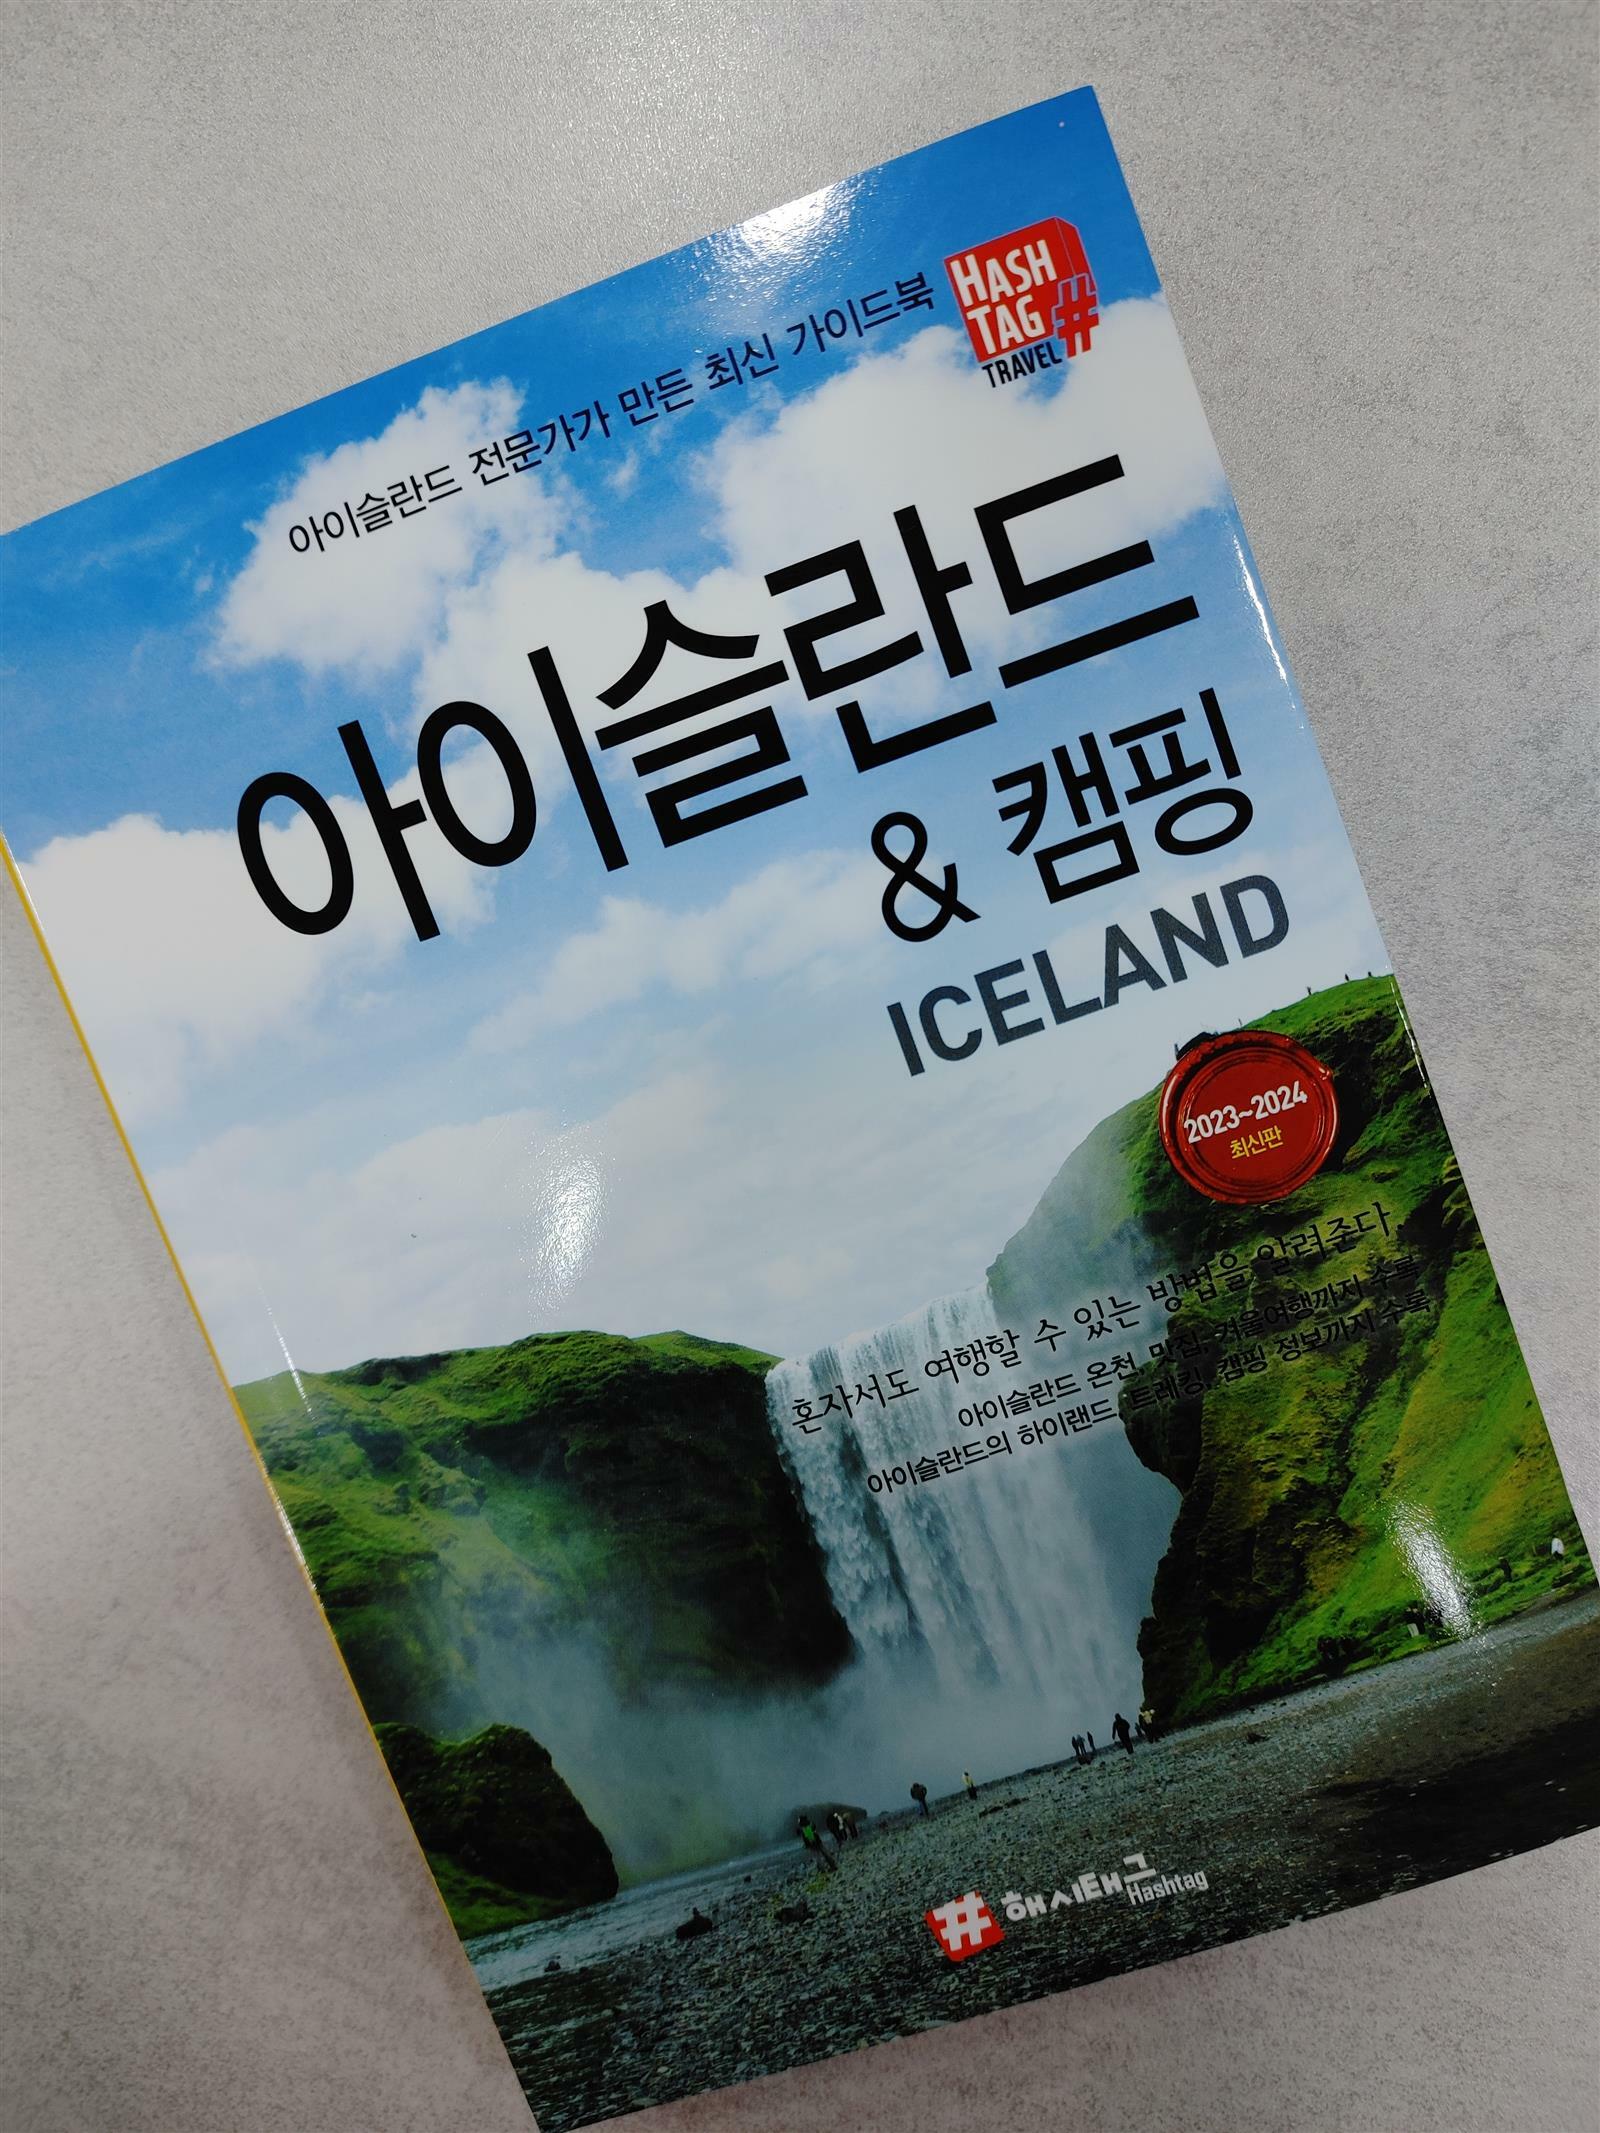 HASH
TAG #
TRAVEL
아이슬란드 전문가가 만든 최신 가이드북
아이슬란드
& 캠핑
ICELAND
2023~2024
최신판
혼자서도 여행할 수 있는 방법을 알려준다.
아이슬란드 온천, 맛집, 겨울여행까지 수록
아이슬란드의 하이랜드, 트레킹, 캠핑 정보까지 수록
# 해시태그
Hashtag